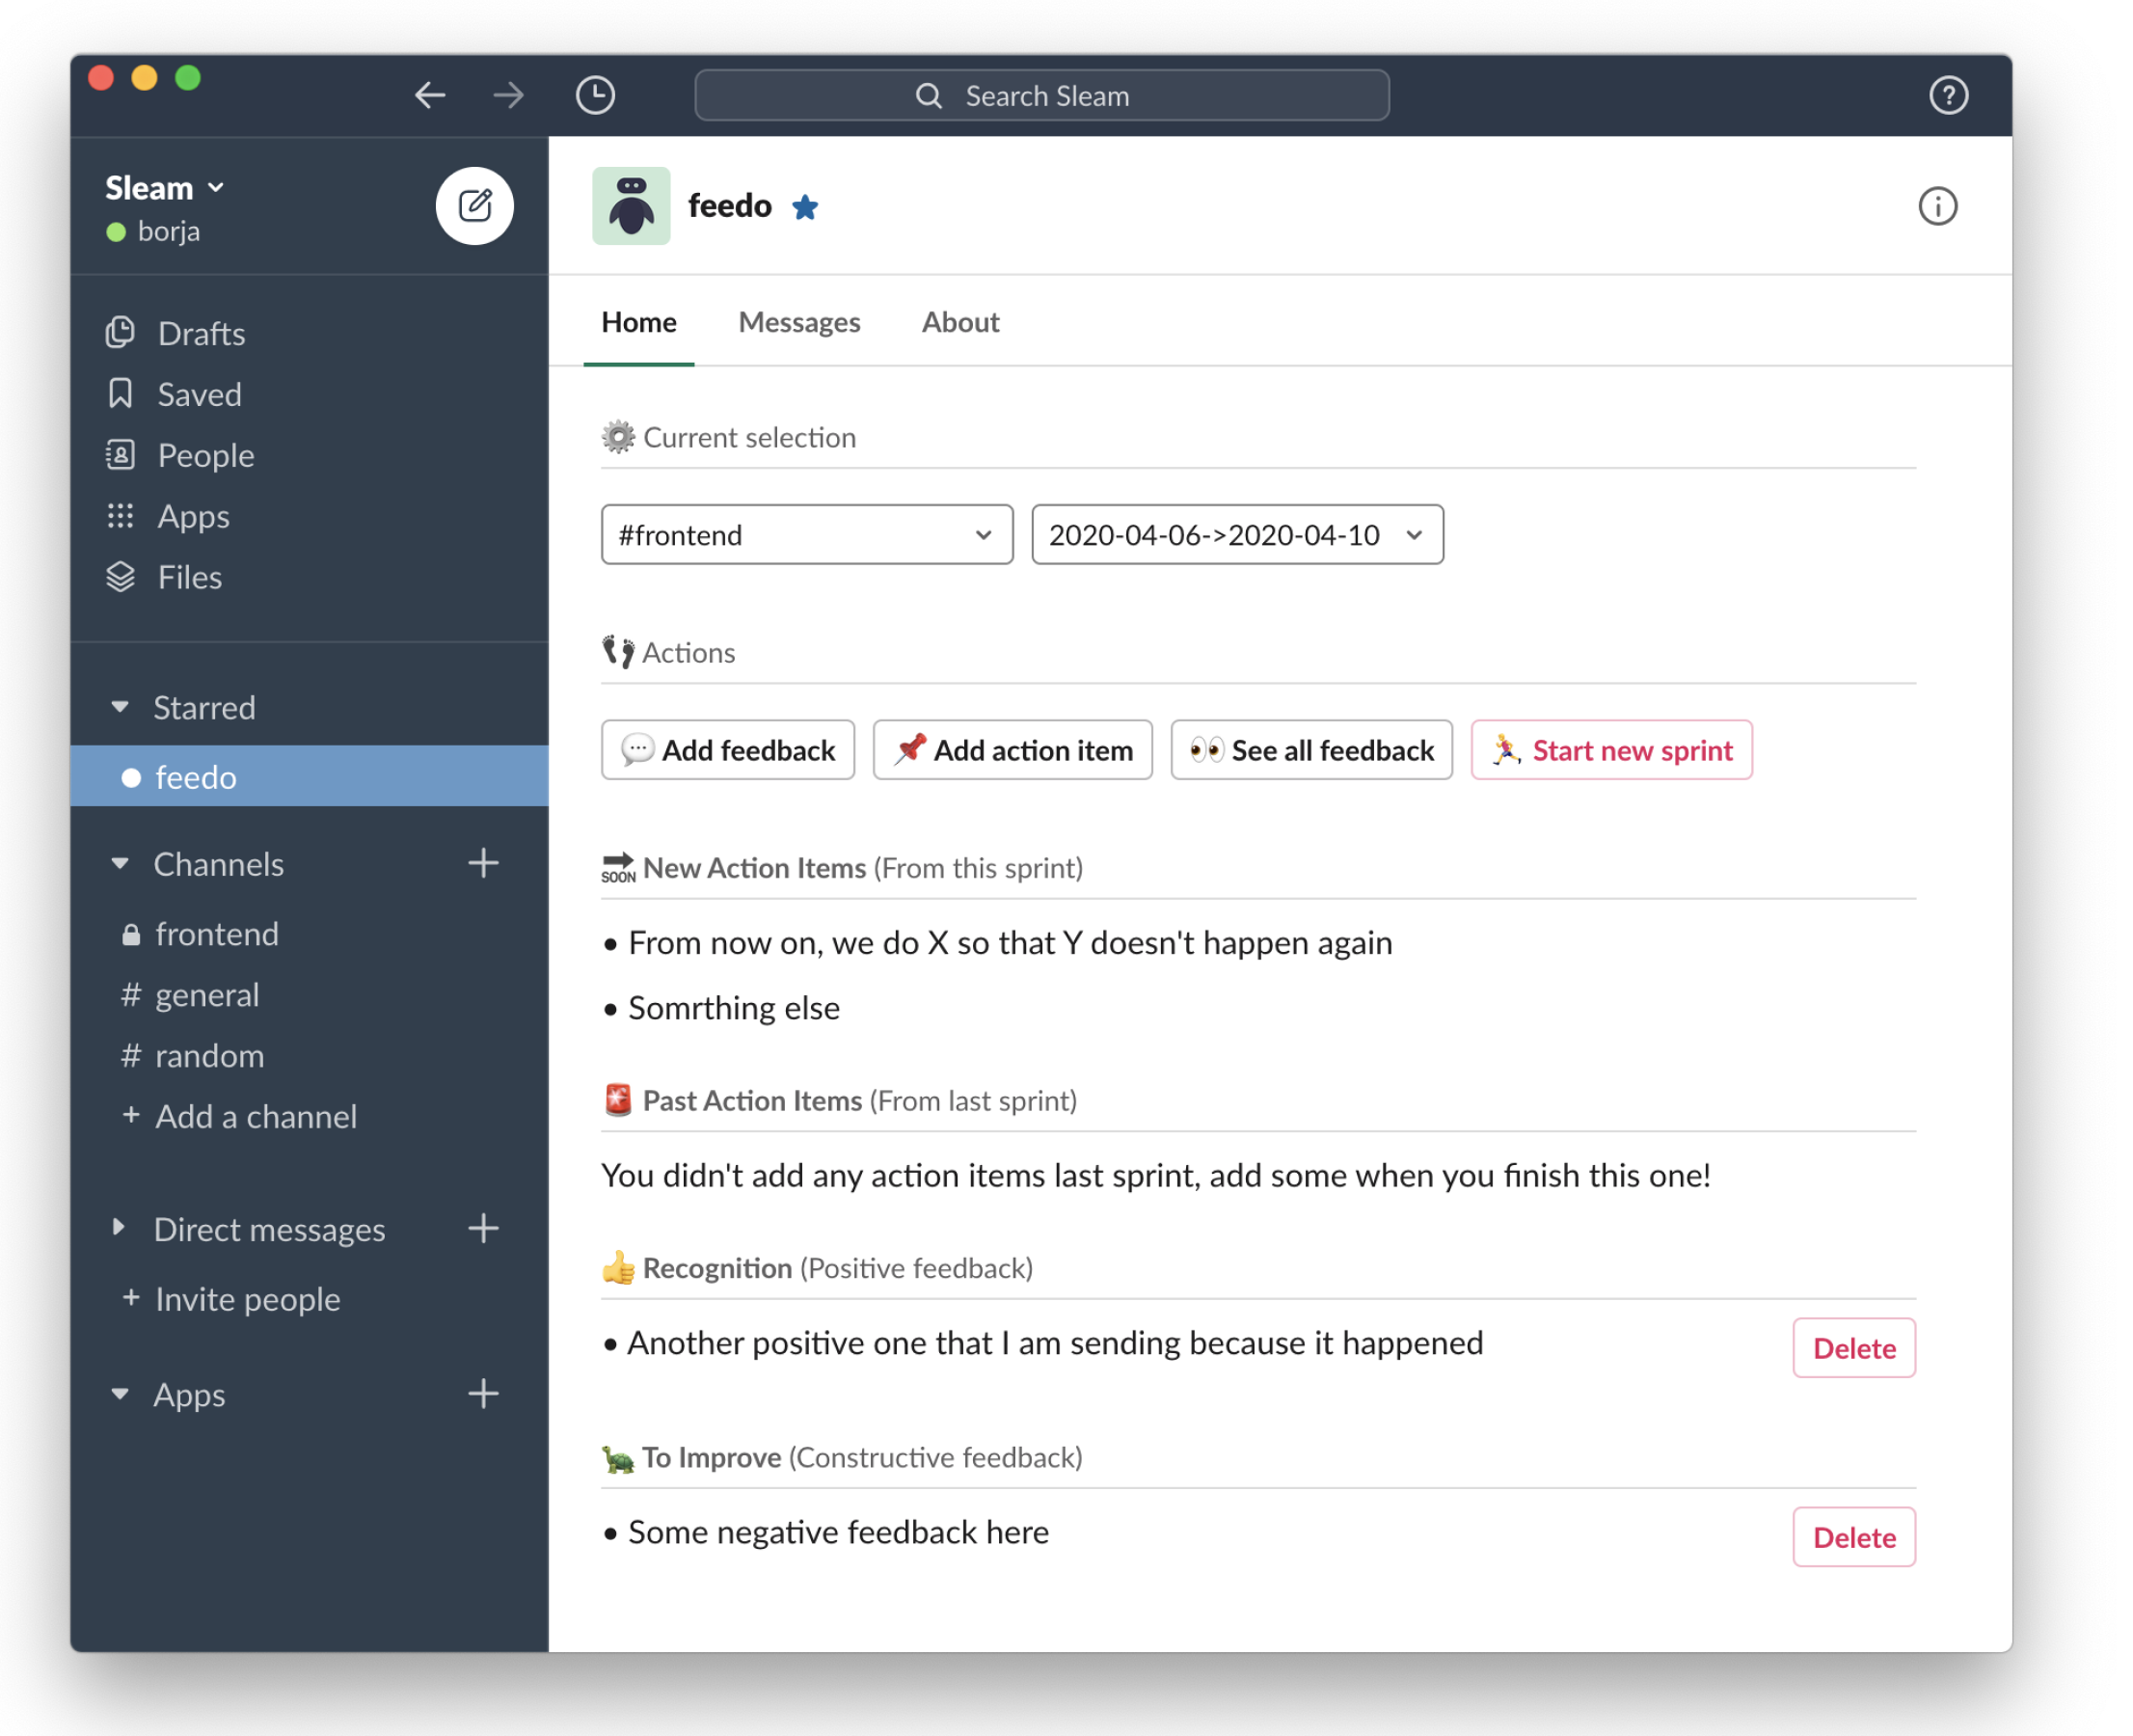 Search Sleam
Sleam
borja
Drafts
Saved
People
Apps
Files
Starred
feedo
Channels
frontend
# general
# random
+ Add a channel
Direct messages
+ Invite people
Apps
feedo
Home Messages About
Current selection
#frontend 2020-04-06->2020-04-10
Actions
Add feedback Add action item See all feedback Start new sprint
SOON New Action Items (From this sprint)
• From now on, we do X so that Y doesn't happen again
• Somrthing else
Past Action Items (From last sprint)
You didn't add any action items last sprint, add some when you finish this one!
Recognition (Positive feedback)
• Another positive one that I am sending because it happened Delete
To Improve (Constructive feedback)
• Some negative feedback here Delete